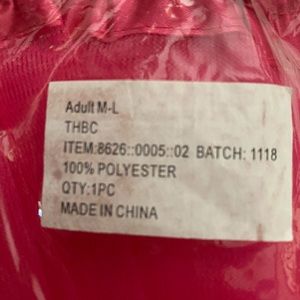 Adult M-L
THBC
ITEM:8626::0005::02 BATCH: 1118
100% POLYESTER
QTY:1PC
MADE IN CHINA